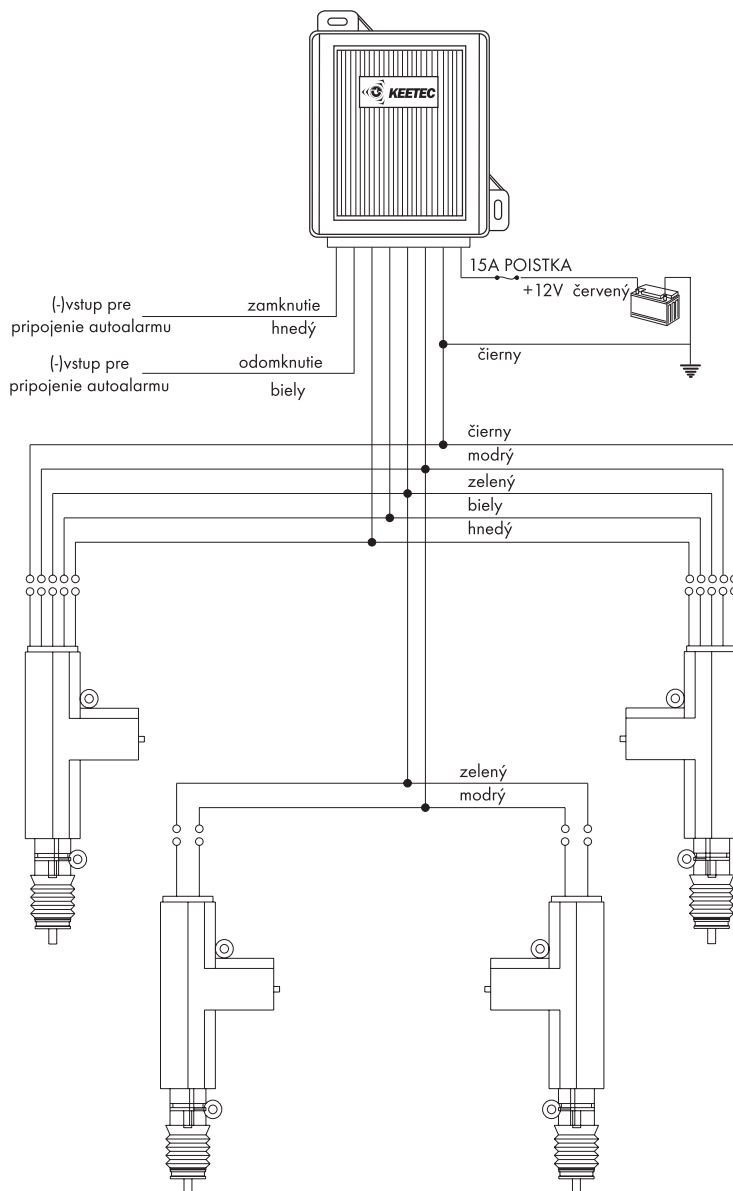 KEETEC
15A POISTKA
+12V červený
(-)vstup pre
pripojenie autoalarmu
zamknutie
hnedý
(-)vstup pre
pripojenie autoalarmu
odomknutie
biely
čierny
čierny
modrý
zelený
biely
hnedý
zelený
modrý